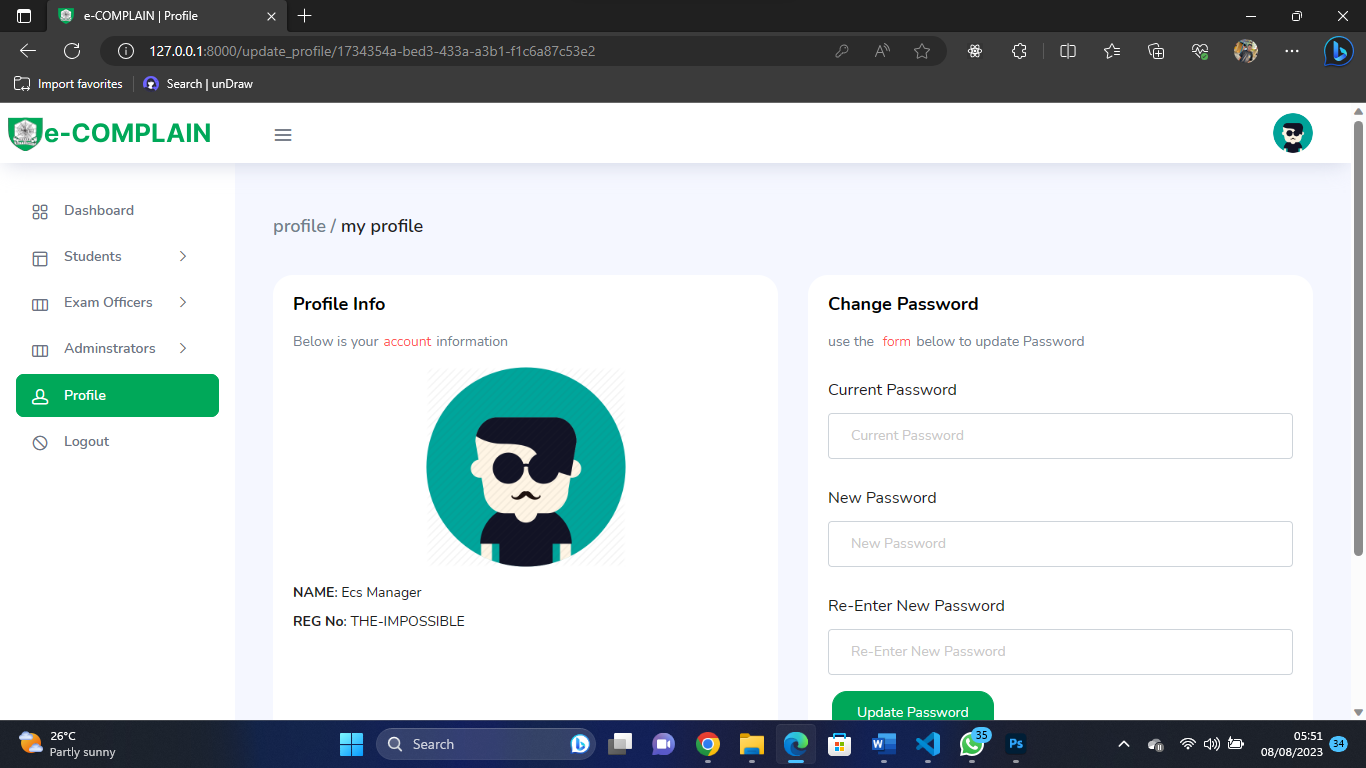 e-COMPLAIN | Profile
127.0.0.1:8000/update_profile/1734354a-bed3-433a-a3b1-f1c6a87c53e2
Import favorites
Search | unDraw
e-COMPLAIN
Dashboard
Students
Exam Officers
Adminstrators
Profile
Logout
profile / my profile
Profile Info
Below is your account information
NAME: Ecs Manager
REG No: THE-IMPOSSIBLE
Change Password
use the form below to update Password
Current Password
Current Password
New Password
New Password
Re-Enter New Password
Re-Enter New Password
Update Password
26°C
Partly sunny
Search
35
Ps
05:51
08/08/2023
34